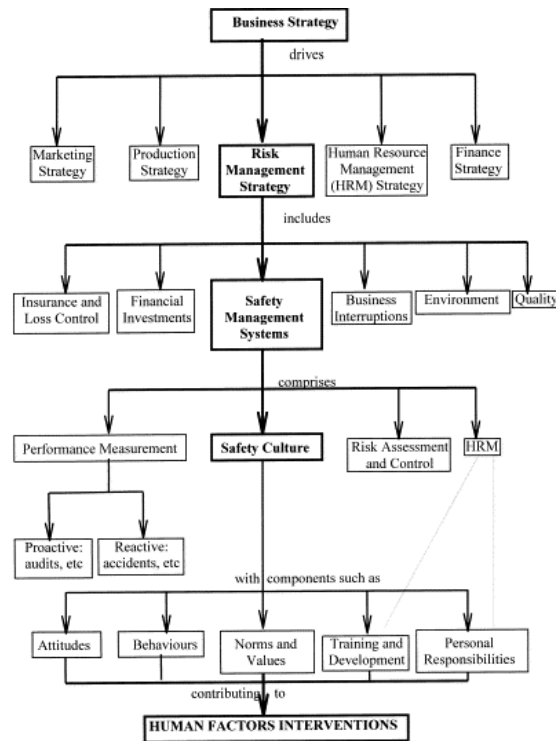 Business Strategy
drives
Marketing
Strategy
Production
Strategy
Risk
Management
Strategy
Human Resource
Management
(HRM) Strategy
Finance
Strategy
includes
Insurance and
Loss Control
Financial
Investments
Safety
Management
Systems
Business
Interruptions
Environment
Quality
comprises
Performance Measurement
Safety Culture
Risk Assessment
and Control
HRM
Proactive:
audits, etc
Reactive:
accidents, etc
with components such as
Attitudes
Behaviours
Norms and
Values
Training and
Development
Personal
Responsibilities
contributing to
HUMAN FACTORS INTERVENTIONS